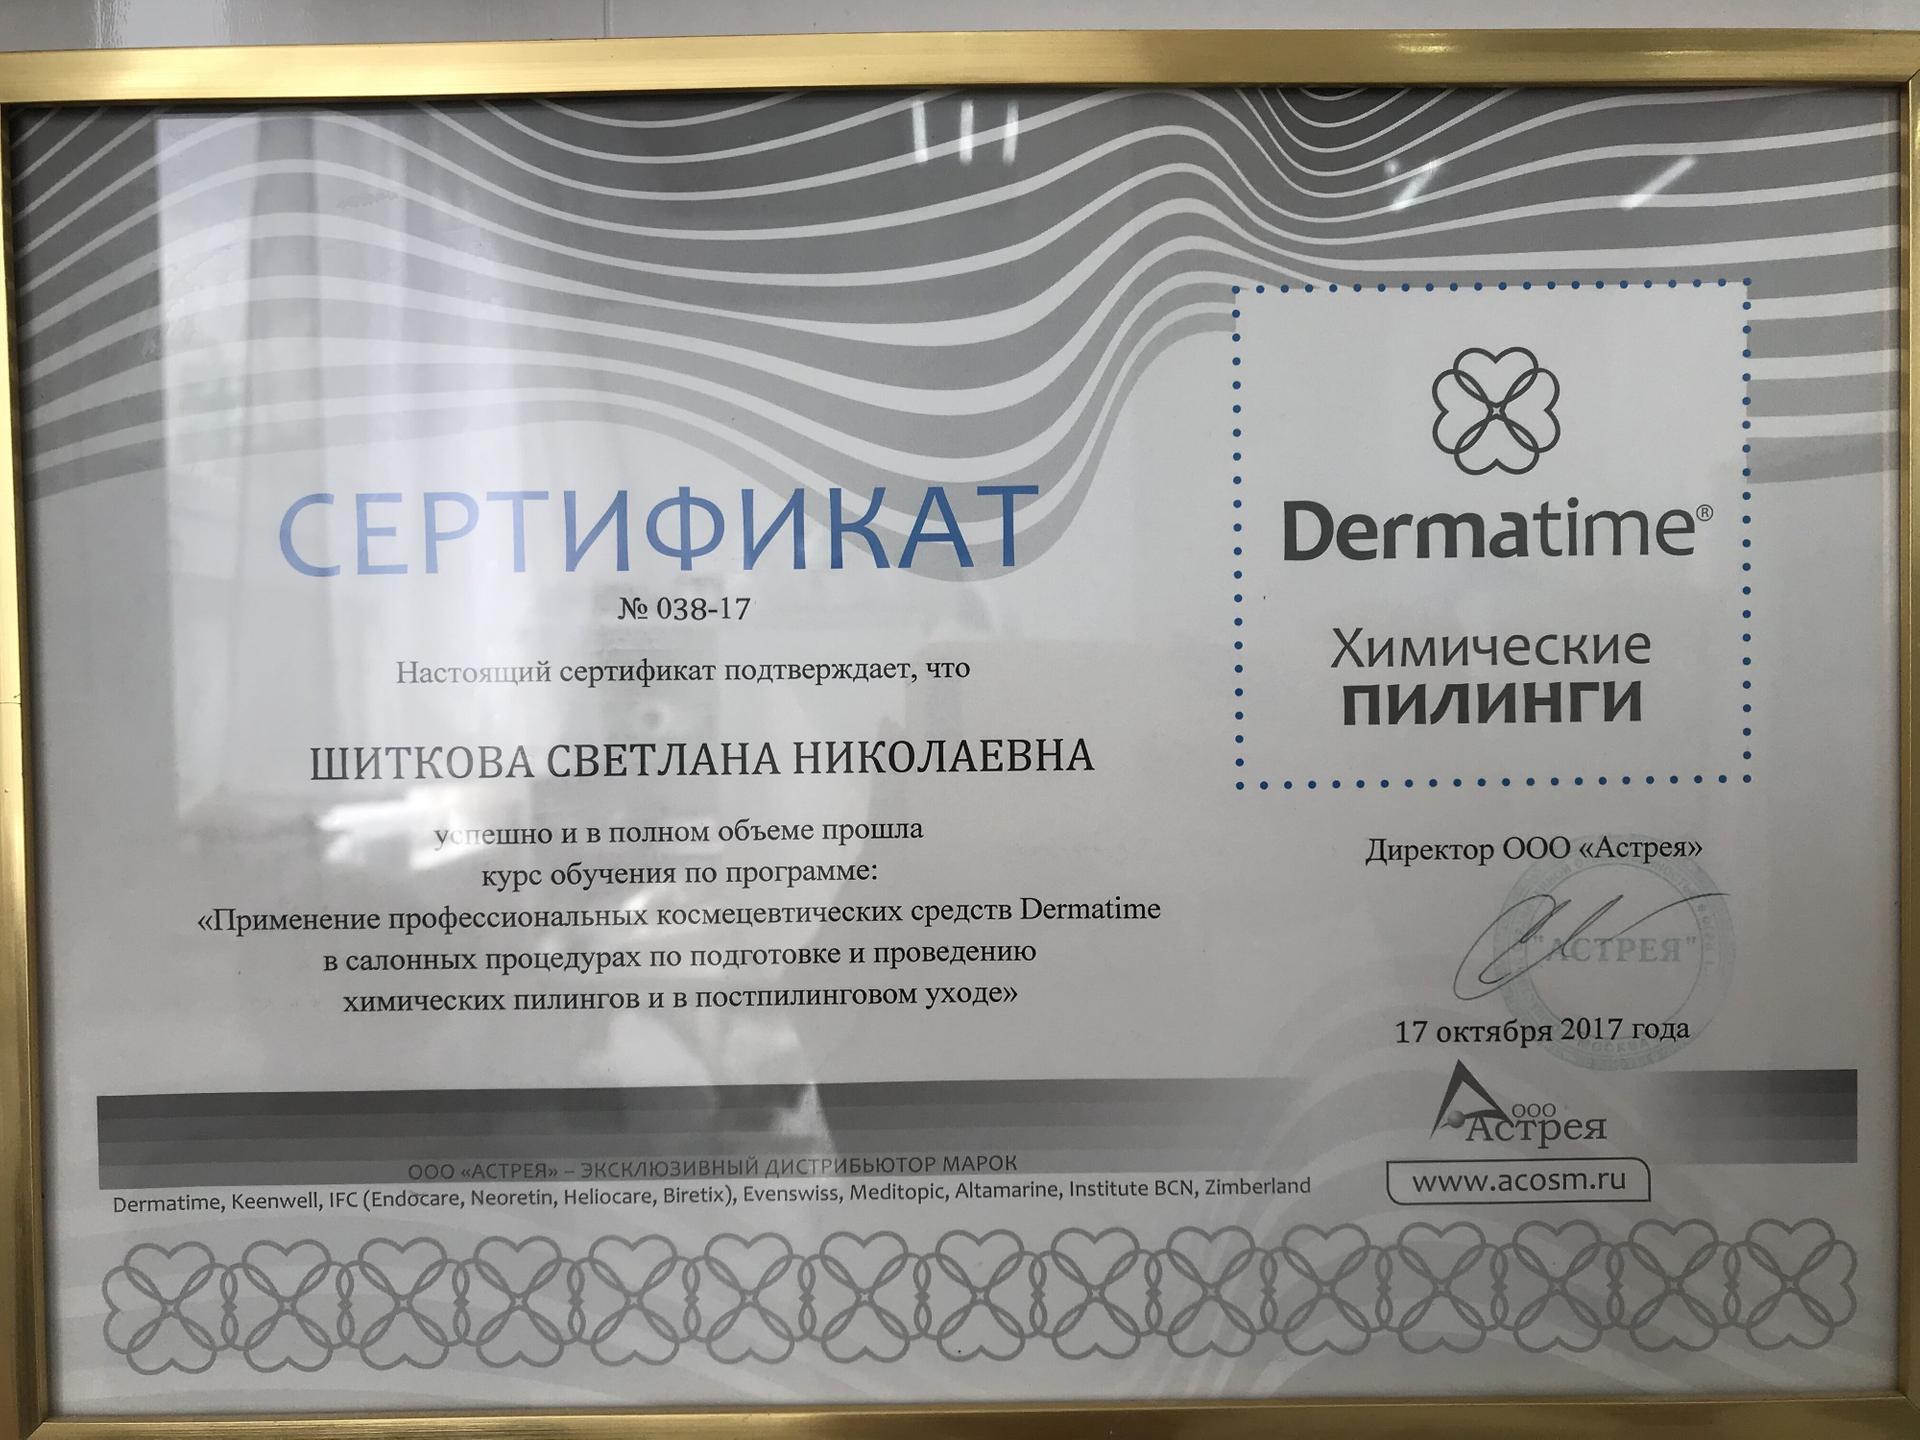 СЕРТИФИКАТ
№ 038-17
Настоящий сертификат подтверждает, что
ШИТКОВА СВЕТЛАНА НИКОЛАЕВНА
успешно и в полном объеме прошла
курс обучения по программе:
«Применение профессиональных космецевтических средств Dermatime
в салонных процедурах по подготовке и проведению
химических пилингов и в постпилинговом уходе»
Dermatime®
Химические
ПИЛИНГИ
Директор ООО «Астрея»
"АСТРЕЯ"
МОСКВА
17 октября 2017 года
ООО
Астрея
www.acosm.ru
ООО «АСТРЕЯ» – ЭКСКЛЮЗИВНЫЙ ДИСТРИБЬЮТОР МАРОК
Dermatime, Keenwell, IFC (Endocare, Neoretin, Heliocare, Biretix), Evenswiss, Meditopic, Altamarine, Institute BCN, Zimberland